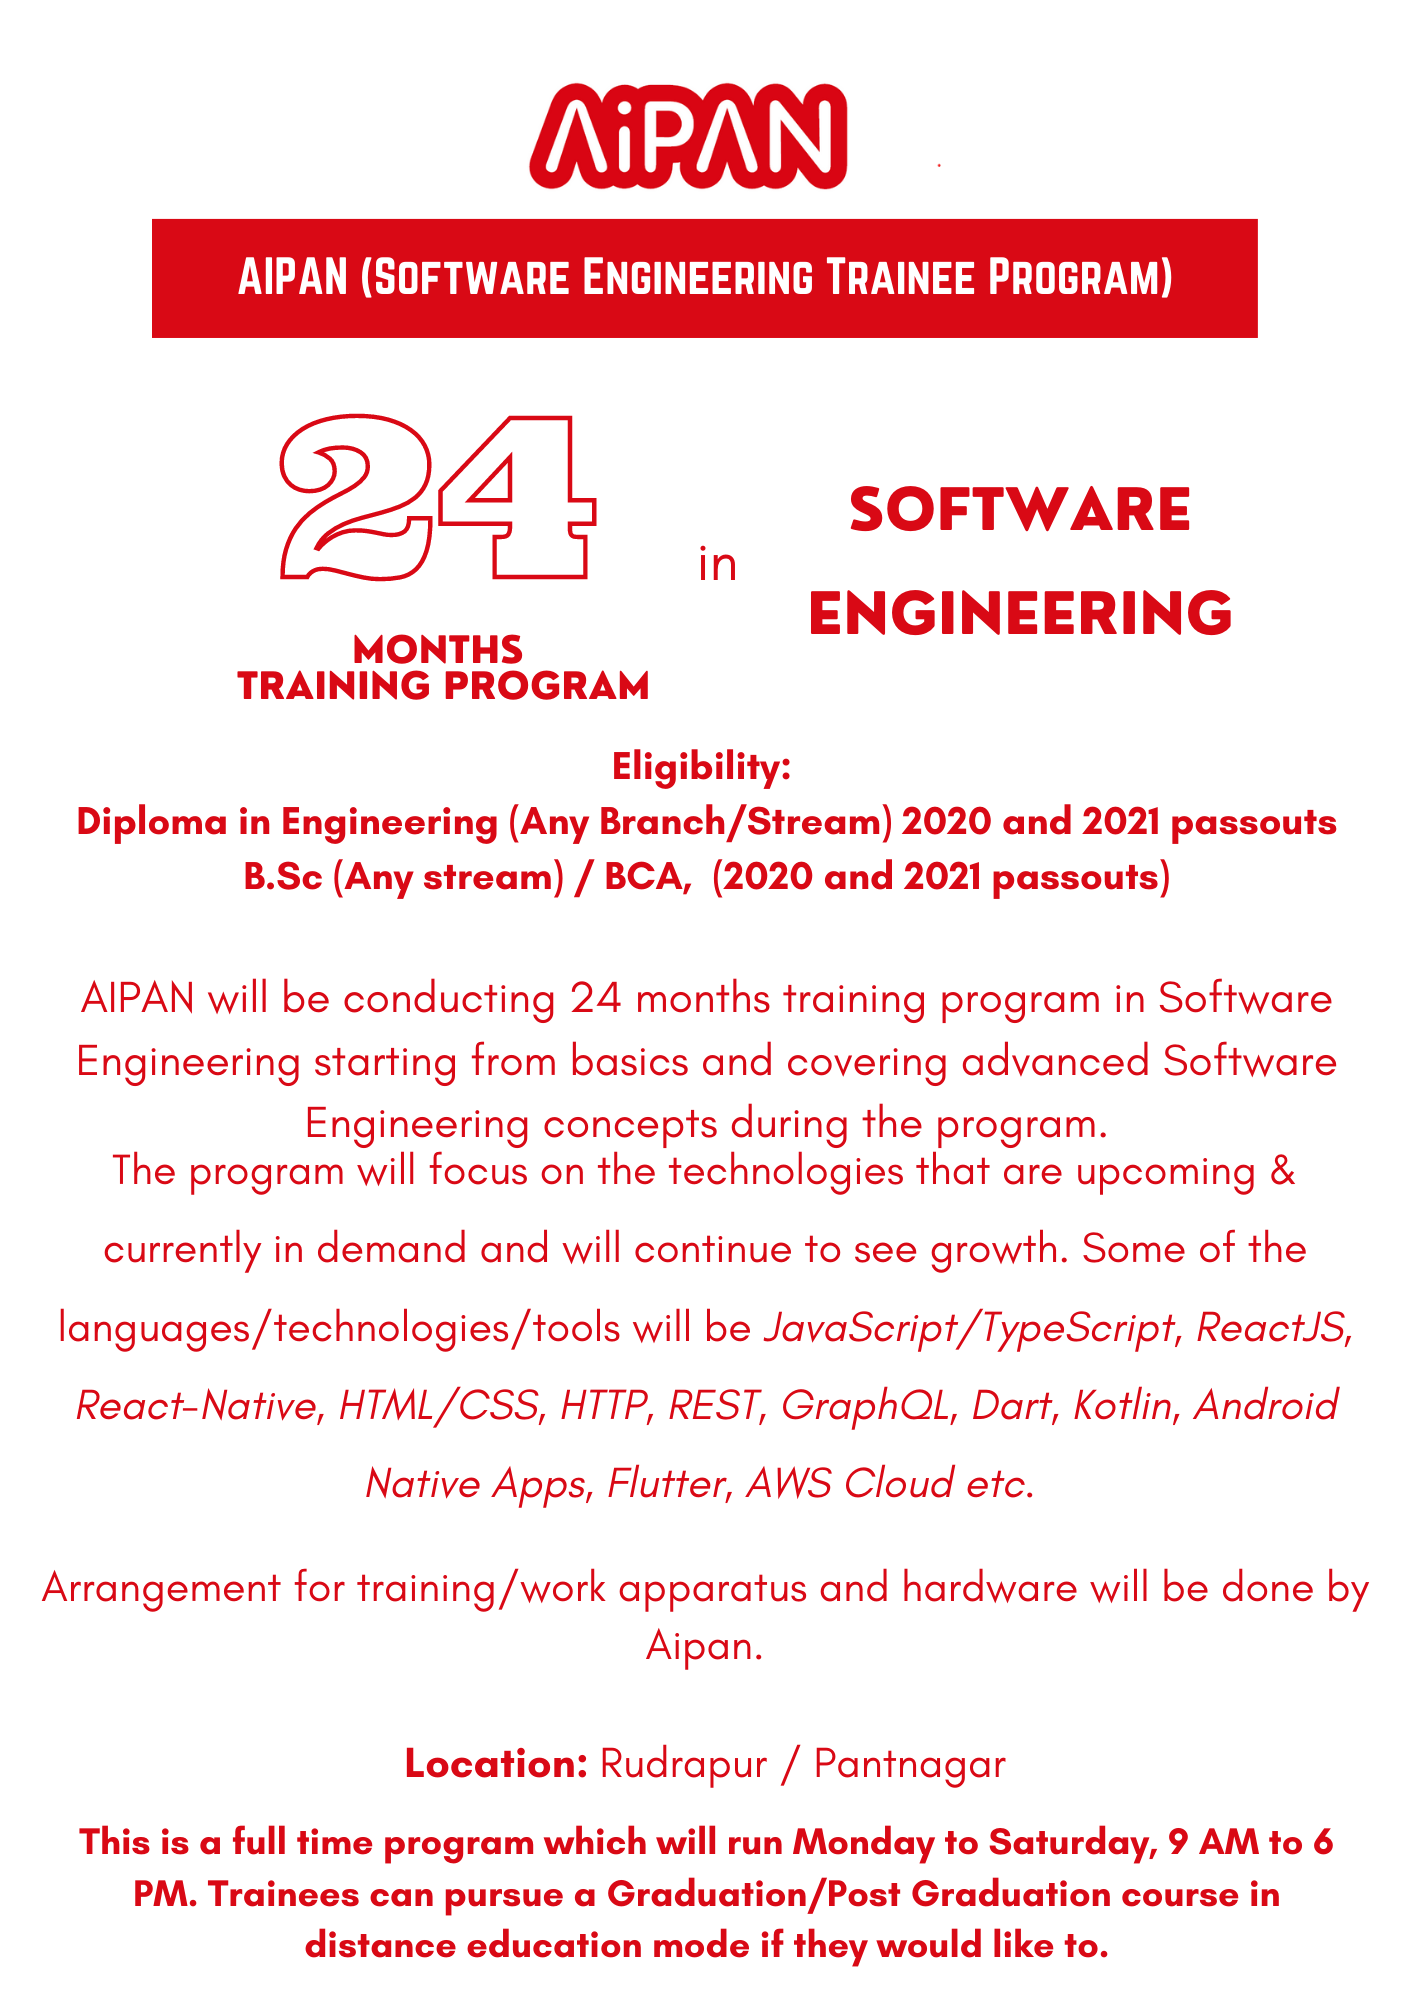 AiPAN
AIPAN (Software Engineering Trainee Program)
24
MONTHS
TRAINING PROGRAM
in
SOFTWARE
ENGINEERING
Eligibility:
Diploma in Engineering (Any Branch/Stream) 2020 and 2021 passouts
B.Sc (Any stream) / BCA,  (2020 and 2021 passouts)
AIPAN will be conducting 24 months training program in Software
Engineering starting from basics and covering advanced Software
Engineering concepts during the program.
The program will focus on the technologies that are upcoming &
currently in demand and will continue to see growth. Some of the
languages/technologies/tools will be JavaScript/TypeScript, ReactJS,
React-Native, HTML/CSS, HTTP, REST, GraphQL, Dart, Kotlin, Android
Native Apps, Flutter, AWS Cloud etc.
Arrangement for training/work apparatus and hardware will be done by
Aipan.
Location: Rudrapur / Pantnagar
This is a full time program which will run Monday to Saturday, 9 AM to 6
PM. Trainees can pursue a Graduation/Post Graduation course in
distance education mode if they would like to.